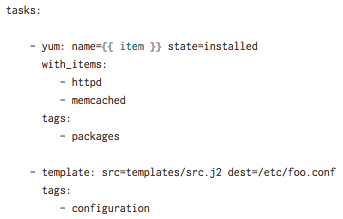 tasks:
- yum: name={{ item }} state=installed
with_items:
- httpd
- memcached
tags:
- packages
- template: src=templates/src.j2 dest=/etc/foo.conf
tags:
- configuration